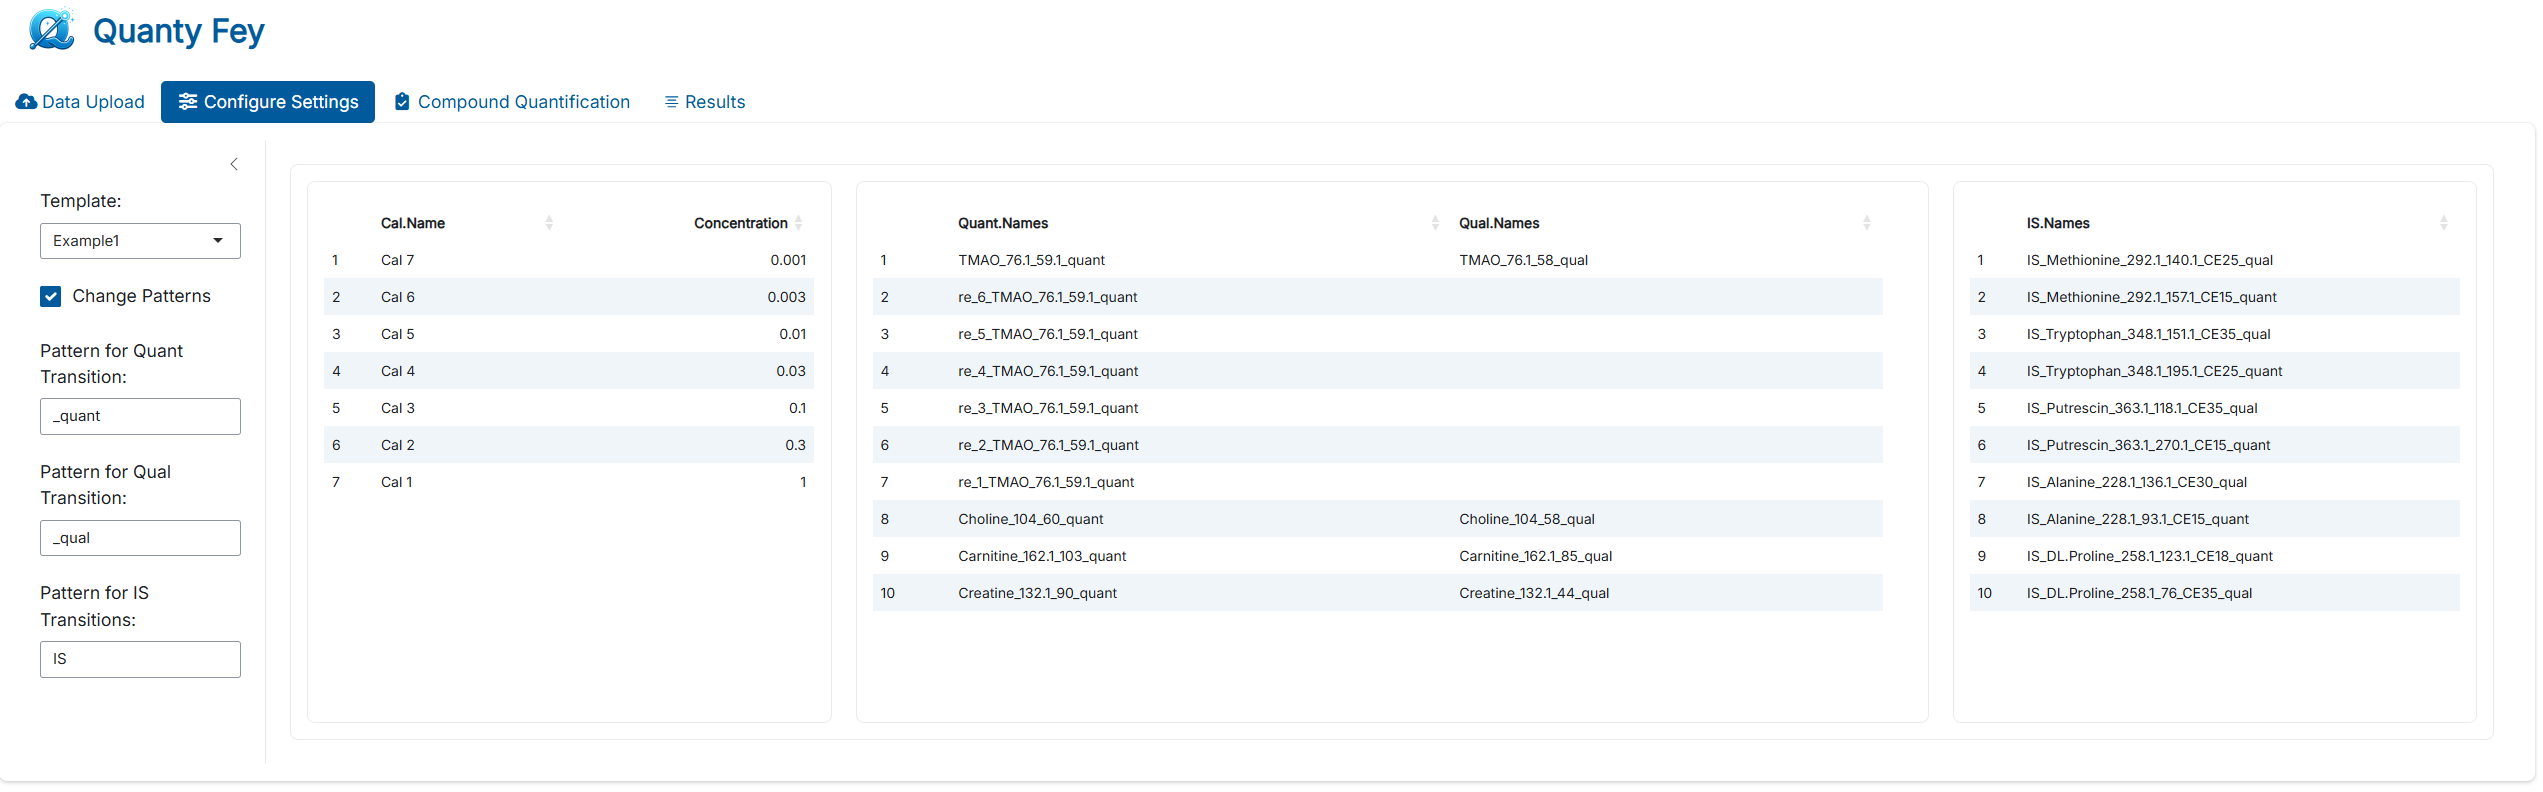 Quanty Fey
Data Upload Configure Settings Compound Quantification Results
Template:
Example1
Change Patterns
Pattern for Quant
Transition:
_quant
Pattern for Qual
Transition:
_qual
Pattern for IS
Transitions:
IS
Cal.Name Concentration
1 Cal 7 0.001
2 Cal 6 0.003
3 Cal 5 0.01
4 Cal 4 0.03
5 Cal 3 0.1
6 Cal 2 0.3
7 Cal 1 1
Quant.Names Qual.Names
1 TMAO_76.1_59.1_quant TMAO_76.1_58_qual
2 re_6_TMAO_76.1_59.1_quant
3 re_5_TMAO_76.1_59.1_quant
4 re_4_TMAO_76.1_59.1_quant
5 re_3_TMAO_76.1_59.1_quant
6 re_2_TMAO_76.1_59.1_quant
7 re_1_TMAO_76.1_59.1_quant
8 Choline_104_60_quant Choline_104_58_qual
9 Carnitine_162.1_103_quant Carnitine_162.1_85_qual
10 Creatine_132.1_90_quant Creatine_132.1_44_qual
IS.Names
1 IS_Methionine_292.1_140.1_CE25_qual
2 IS_Methionine_292.1_157.1_CE15_quant
3 IS_Tryptophan_348.1_151.1_CE35_qual
4 IS_Tryptophan_348.1_195.1_CE25_quant
5 IS_Putrescin_363.1_118.1_CE35_qual
6 IS_Putrescin_363.1_270.1_CE15_quant
7 IS_Alanine_228.1_136.1_CE30_qual
8 IS_Alanine_228.1_93.1_CE15_quant
9 IS_DL.Proline_258.1_123.1_CE18_quant
10 IS_DL.Proline_258.1_76_CE35_qual